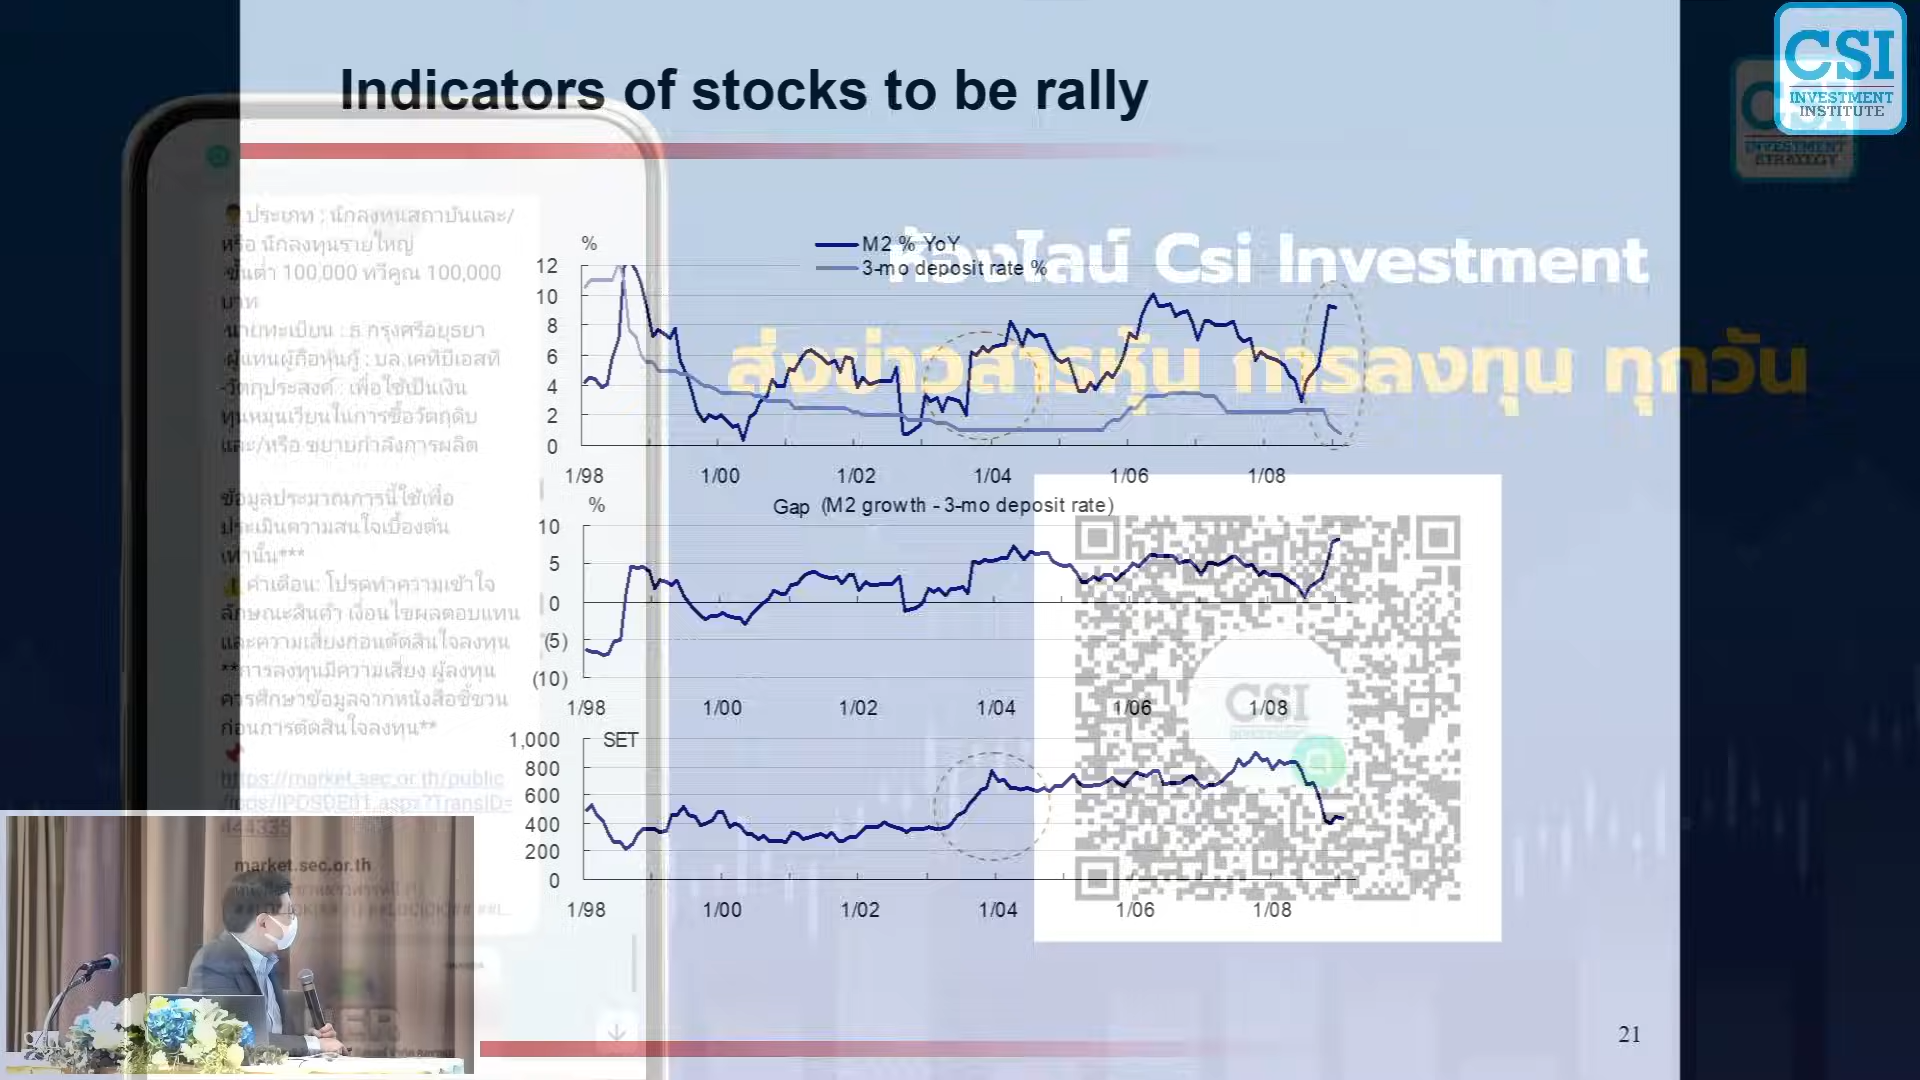 Indicators of stocks to be rally
CSI
INVESTMENT
INSTITUTE
CSI
INVESTMENT
STRATEGY
ประเภท : นักลงทุนสถาบันและ/
หรือ นักลงทุนรายใหญ่
ขั้นต่ำ 100,000 ทวีคูณ 100,000
บาท
นายทะเบียน : ธ.กรุงศรีอยุธยา
ผู้แทนผู้ถือหุ้นกู้ : บล.เคทีบีเอสที
-วัตถุประสงค์ : เพื่อใช้เป็นเงิน
ทุนหมุนเวียนในการซื้อวัตถุดิบ
และ/หรือ ขยายกำลังการผลิต
ข้อมูลประมาณการนี้ใช้เพื่อ
ประเมินความสนใจเบื้องต้น
เท่านั้น***
คำเตือน: โปรดทำความเข้าใจ
ลักษณะสินค้า เงื่อนไขผลตอบแทน
และความเสี่ยงก่อนตัดสินใจลงทุน
**การลงทุนมีความเสี่ยง ผู้ลงทุน
ควรศึกษาข้อมูลจากหนังสือชี้ชวน
ก่อนการตัดสินใจลงทุน**
https://market.sec.or.th/public
444335
market.sec.or.th
ห้องไลน์ Csi Investment
ส่งข่าวสารหุ้น การลงทุน ทุกวัน
%
M2 % YoY
3-mo deposit rate %
12
10
8
6
4
2
0
1/98 1/00 1/02 1/04 1/06 1/08
%
Gap (M2 growth - 3-mo deposit rate)
10
5
0
(5)
(10)
1/98 1/00 1/02 1/04 1/06 1/08
SET
1,000
800
600
400
200
0
1/98 1/00 1/02 1/04 1/06 1/08
CSI
21